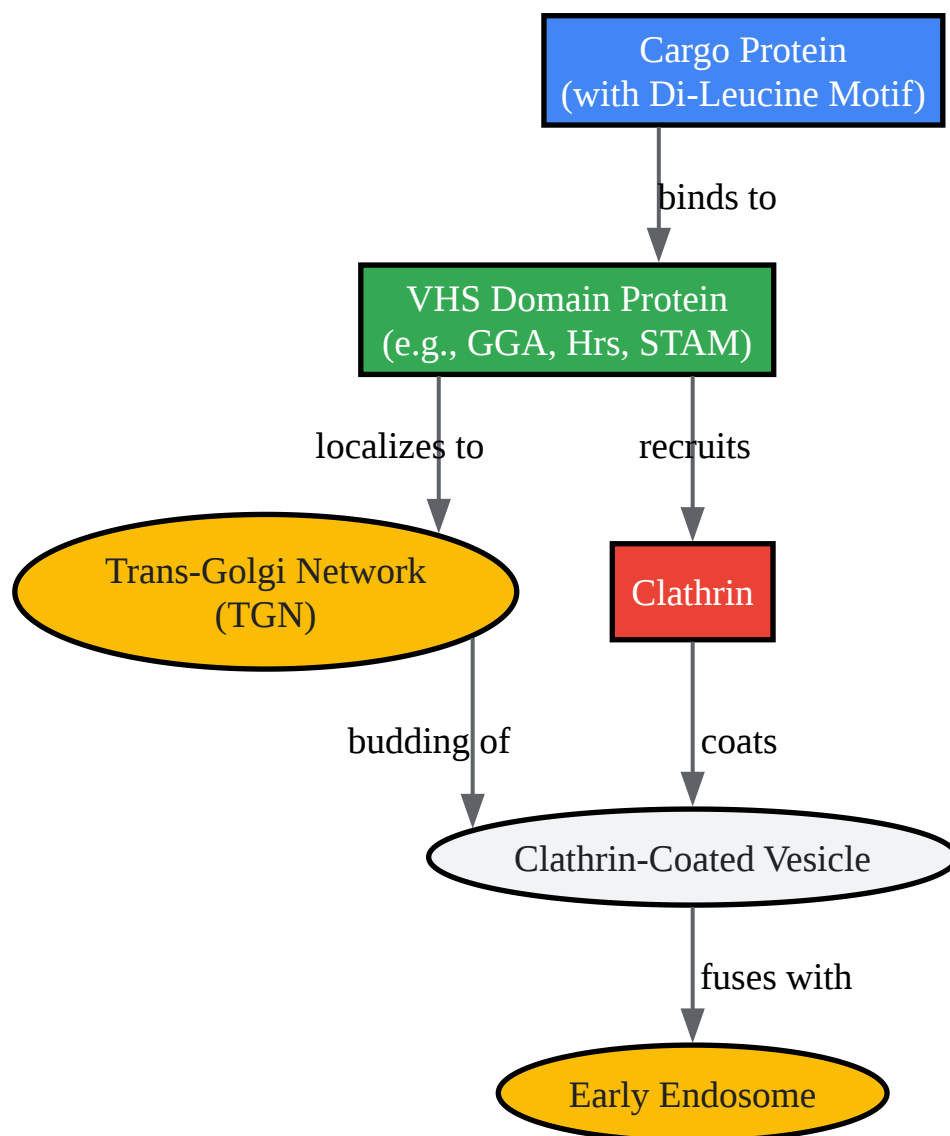 Cargo Protein
(with Di-Leucine Motif)
binds to
VHS Domain Protein
(e.g., GGA, Hrs, STAM)
localizes to
recruits
Trans-Golgi Network
(TGN)
Clathrin
budding of
coats
Clathrin-Coated Vesicle
fuses with
Early Endosome